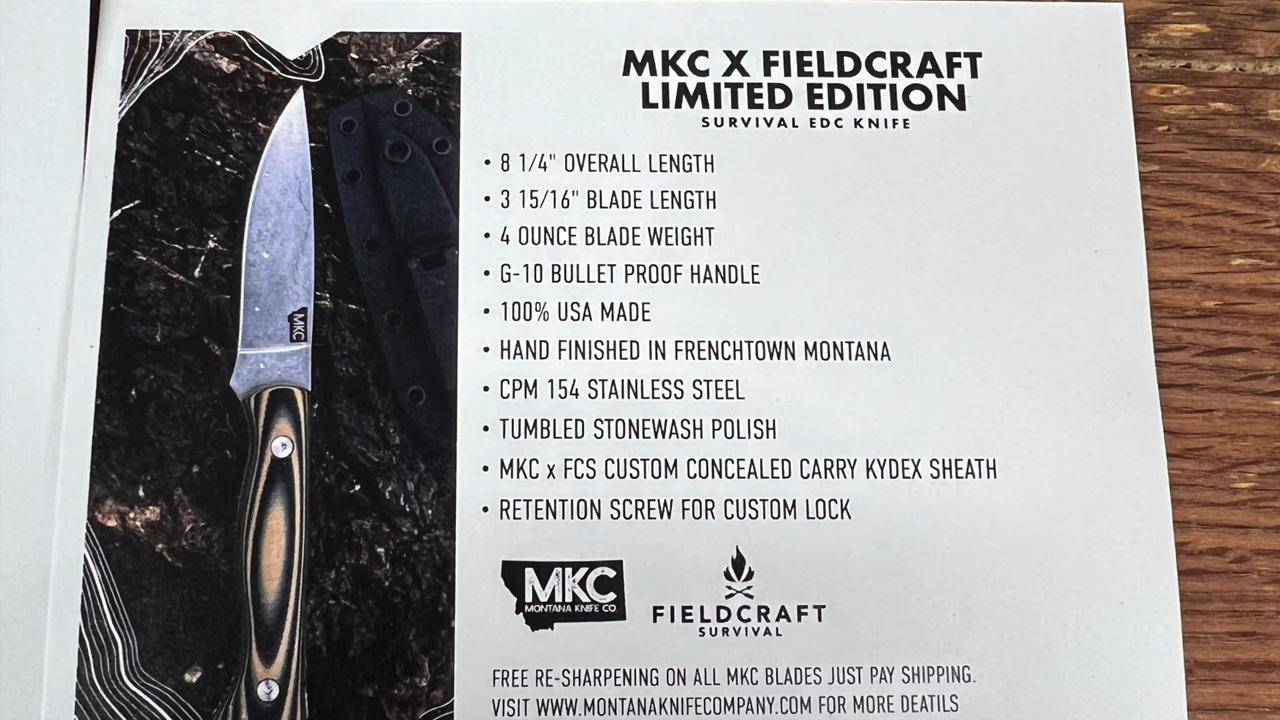 MKC X FIELDCRAFT
LIMITED EDITION
SURVIVAL EDC KNIFE
• 8 1/4" OVERALL LENGTH
• 3 15/16" BLADE LENGTH
• 4 OUNCE BLADE WEIGHT
• G-10 BULLET PROOF HANDLE
• 100% USA MADE
• HAND FINISHED IN FRENCHTOWN MONTANA
• CPM 154 STAINLESS STEEL
• TUMBLED STONEWASH POLISH
• MKC x FCS CUSTOM CONCEALED CARRY KYDEX SHEATH
• RETENTION SCREW FOR CUSTOM LOCK
MKC
MKC
MONTANA KNIFE CO
FIELDCRAFT
SURVIVAL
FREE RE-SHARPENING ON ALL MKC BLADES JUST PAY SHIPPING.
VISIT WWW.MONTANAKNIFECOMPANY.COM FOR MORE DEATILS